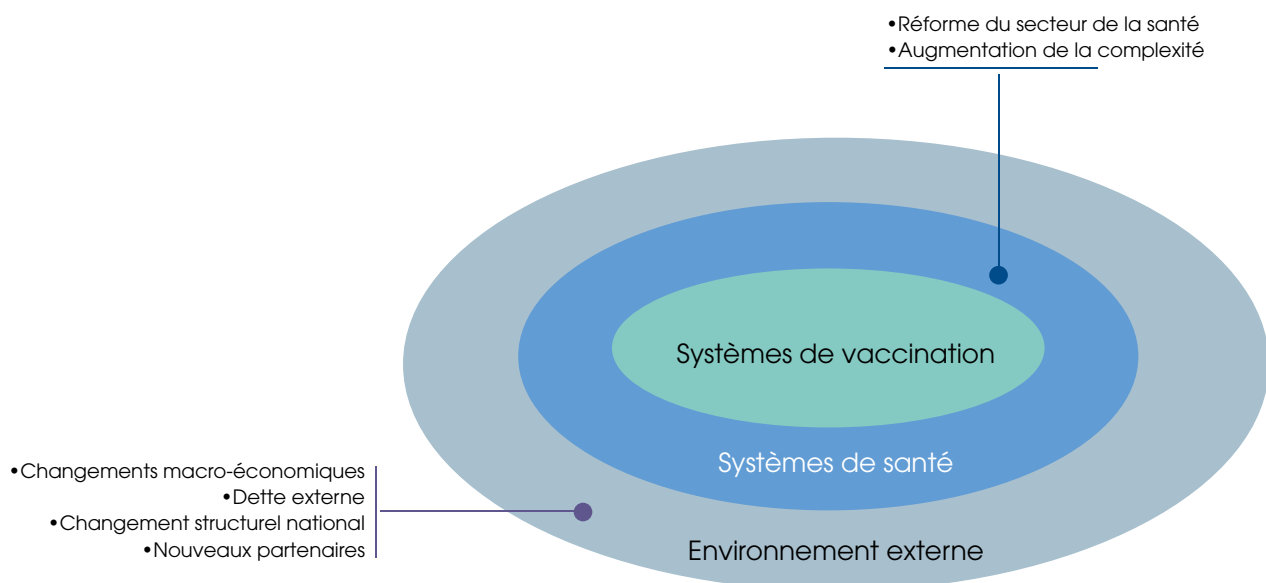 •Réforme du secteur de la santé
•Augmentation de la complexité
Systèmes de vaccination
Systèmes de santé
•Changements macro-économiques
•Dette externe
•Changement structurel national
•Nouveaux partenaires
Environnement externe